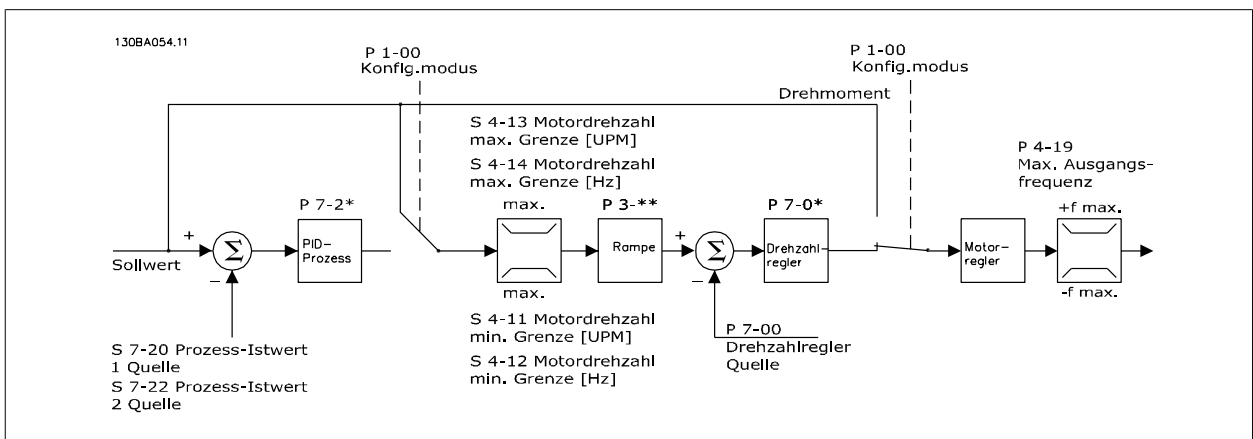 130BA054.11
P 1-00
Konfig.modus
P 1-00
Konfig.modus
Drehmoment
S 4-13 Motordrehzahl
max. Grenze [UPM]
S 4-14 Motordrehzahl
max. Grenze [Hz]
P 4-19
Max. Ausgangs-
frequenz
P 7-2*
max.
P 3-**
P 7-0*
+f max.
+
Σ
PID-
Prozess
Rampe
+
Σ
Drehzahl-
regler
Motor-
regler
Sollwert
−
−
max.
-f max.
S 4-11 Motordrehzahl
min. Grenze [UPM]
S 4-12 Motordrehzahl
min. Grenze [Hz]
P 7-00
Drehzahlregler
Quelle
S 7-20 Prozess-Istwert
1 Quelle
S 7-22 Prozess-Istwert
2 Quelle